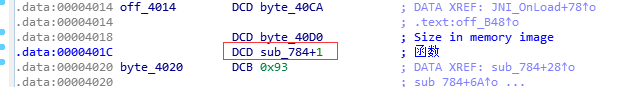 .data:00004014 off_4014 DCD byte_40CA ; DATA XREF: JNI_OnLoad+78↑o
.data:00004014 ; .text:off_B48↑o
.data:00004018 DCD byte_40D0 ; Size in memory image
.data:0000401C DCD sub_784+1 ; 函数
.data:00004020 byte_4020 DCB 0x93 ; DATA XREF: sub_784+28↑o
.data:00004020 ; sub_784+6A↑o ...